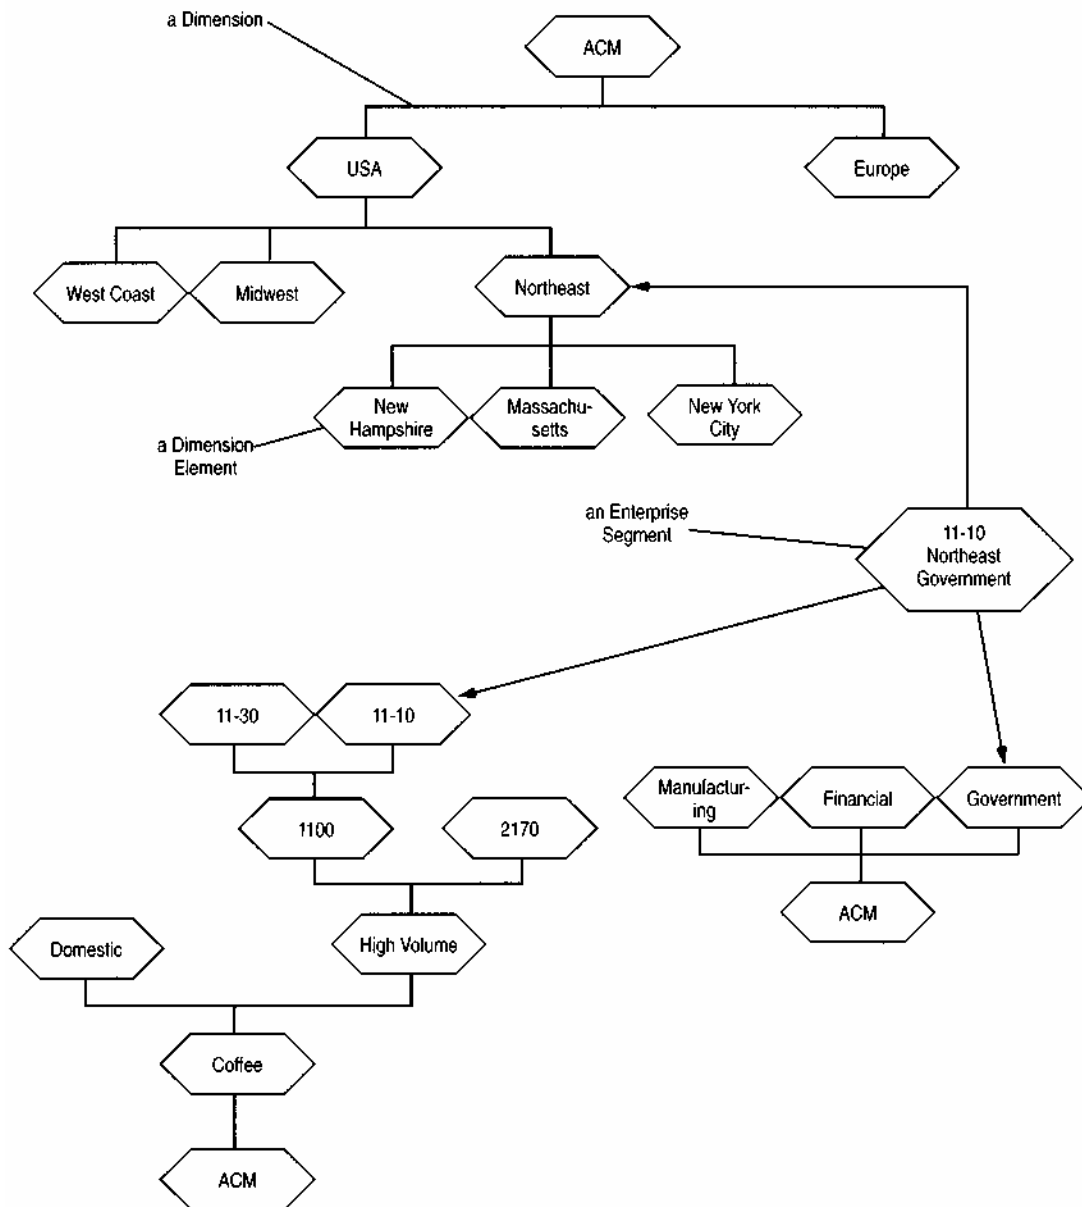 a Dimension
ACM
USA
Europe
West Coast
Midwest
Northeast
New
Hampshire
Massachu-
setts
New York
City
a Dimension
Element
an Enterprise
Segment
11-10
Northeast
Government
11-30
11-10
1100
2170
Manufactur-
ing
Financial
Government
ACM
Domestic
High Volume
Coffee
ACM